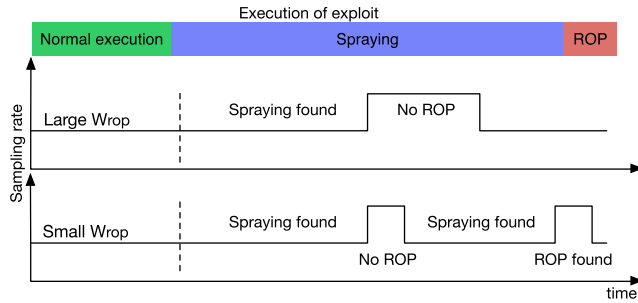 Execution of exploit
Normal execution
Spraying
ROP
Sampling rate
Large WROP
Spraying found
No ROP
Small WROP
Spraying found
No ROP
Spraying found
ROP found
time